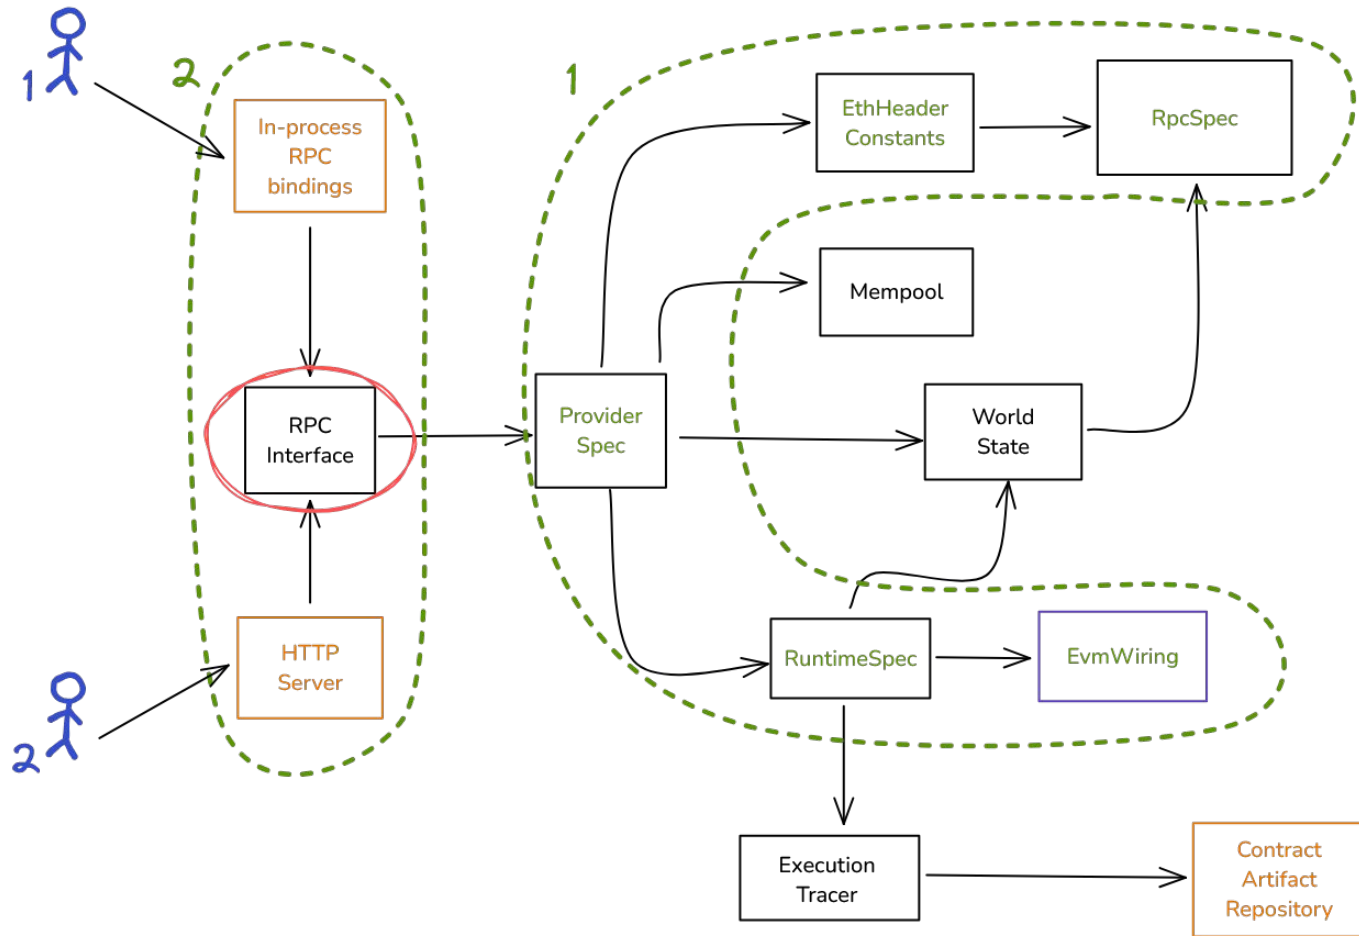 1
2
In-process
RPC
bindings
RPC
Interface
HTTP
Server
2
1
EthHeader
Constants
RpcSpec
Mempool
Provider
Spec
World
State
RuntimeSpec
EvmWiring
Execution
Tracer
Contract
Artifact
Repository